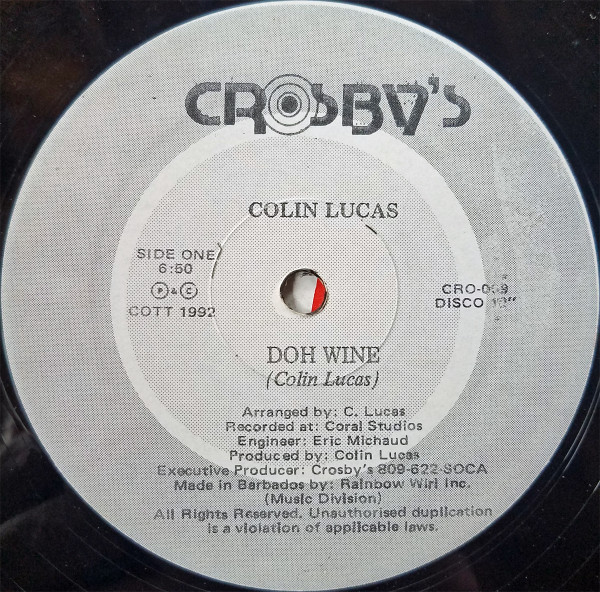 CROSBY'S
COLIN LUCAS
SIDE ONE
6:50
P & C
COTT 1992
DISCO
DOH WINE
(Colin Lucas)
Arranged by: C. Lucas
Recorded at: Coral Studios
Engineer: Eric Michaud
Produced by: Colin Lucas
Executive Producer: Crosby's 809-622-SOCA
Made in Barbados by: Rainbow Wirl Inc.
(Music Division)
All Rights Reserved. Unauthorised duplication
is a violation of applicable laws.